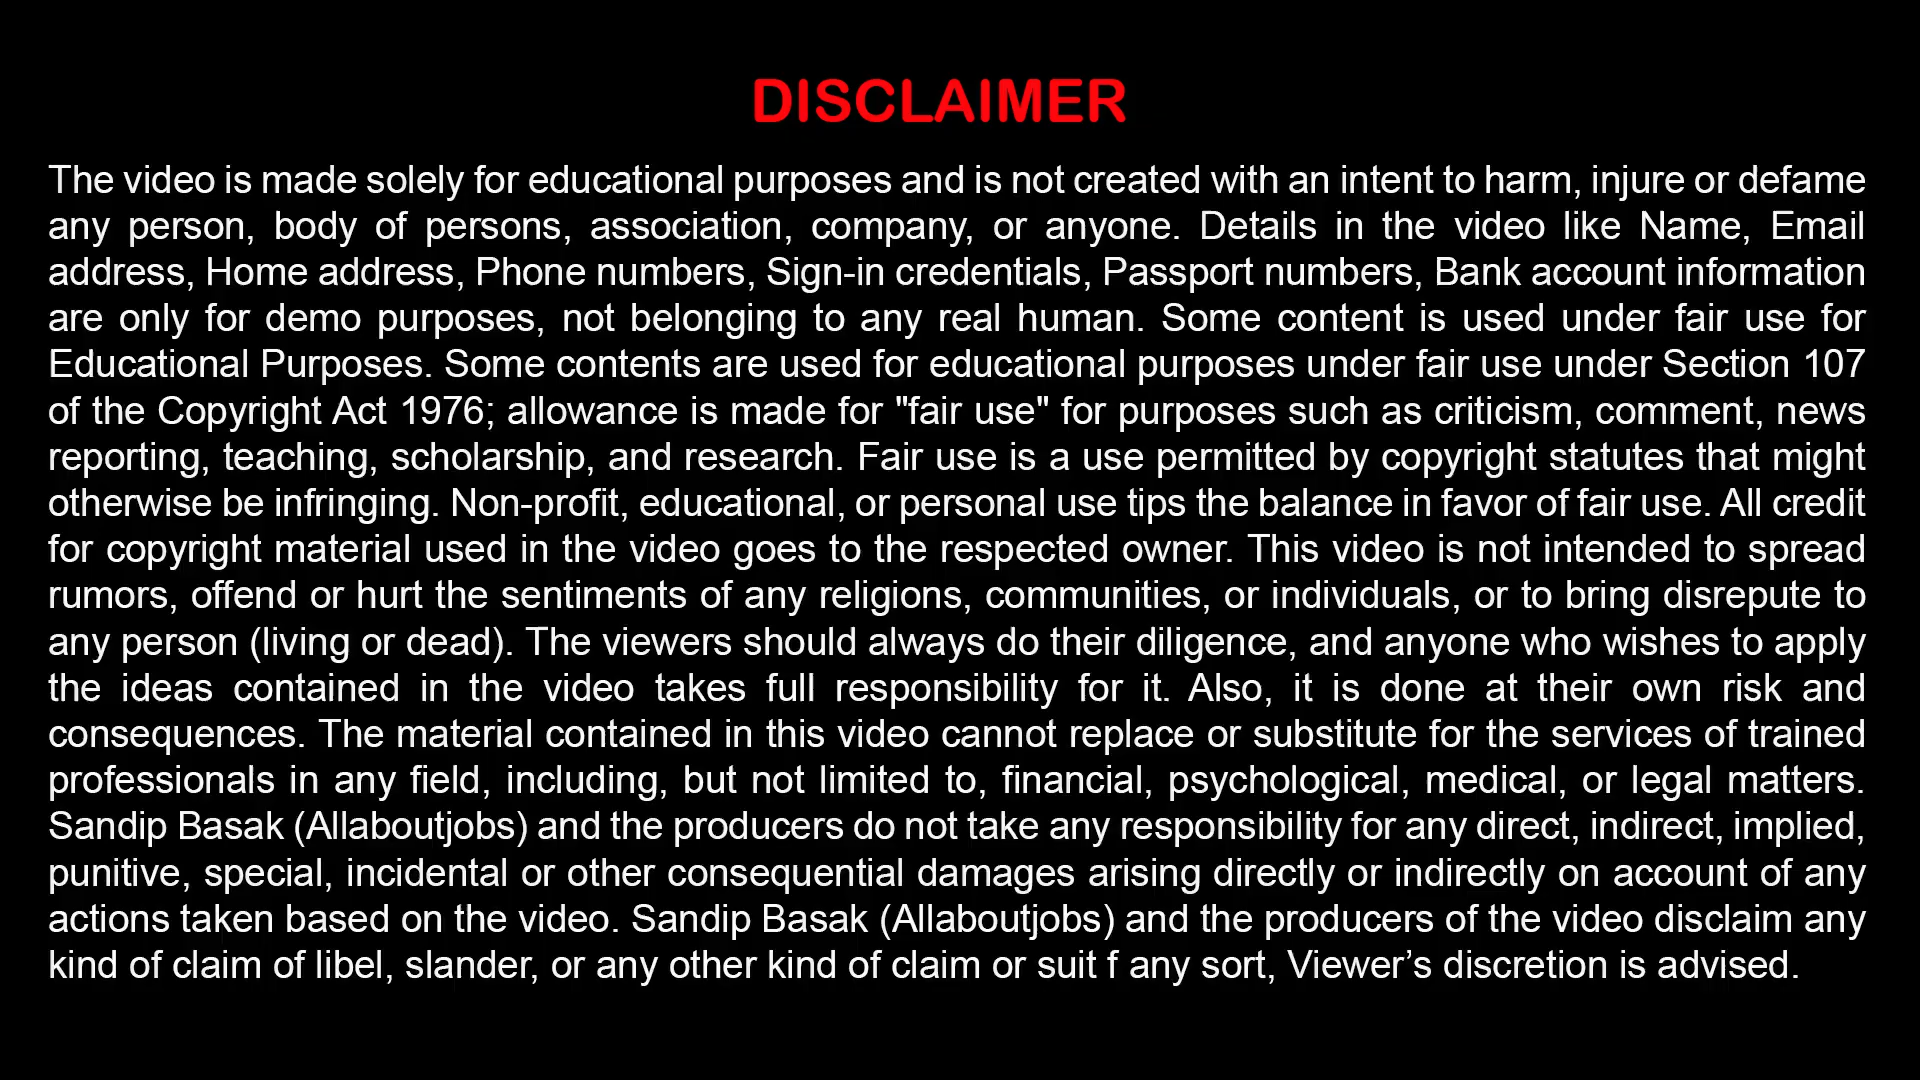 DISCLAIMER
The video is made solely for educational purposes and is not created with an intent to harm, injure or defame
any person, body of persons, association, company, or anyone. Details in the video like Name, Email
address, Home address, Phone numbers, Sign-in credentials, Passport numbers, Bank account information
are only for demo purposes, not belonging to any real human. Some content is used under fair use for
Educational Purposes. Some contents are used for educational purposes under fair use under Section 107
of the Copyright Act 1976; allowance is made for "fair use" for purposes such as criticism, comment, news
reporting, teaching, scholarship, and research. Fair use is a use permitted by copyright statutes that might
otherwise be infringing. Non-profit, educational, or personal use tips the balance in favor of fair use. All credit
for copyright material used in the video goes to the respected owner. This video is not intended to spread
rumors, offend or hurt the sentiments of any religions, communities, or individuals, or to bring disrepute to
any person (living or dead). The viewers should always do their diligence, and anyone who wishes to apply
the ideas contained in the video takes full responsibility for it. Also, it is done at their own risk and
consequences. The material contained in this video cannot replace or substitute for the services of trained
professionals in any field, including, but not limited to, financial, psychological, medical, or legal matters.
Sandip Basak (Allaboutjobs) and the producers do not take any responsibility for any direct, indirect, implied,
punitive, special, incidental or other consequential damages arising directly or indirectly on account of any
actions taken based on the video. Sandip Basak (Allaboutjobs) and the producers of the video disclaim any
kind of claim of libel, slander, or any other kind of claim or suit f any sort, Viewer’s discretion is advised.